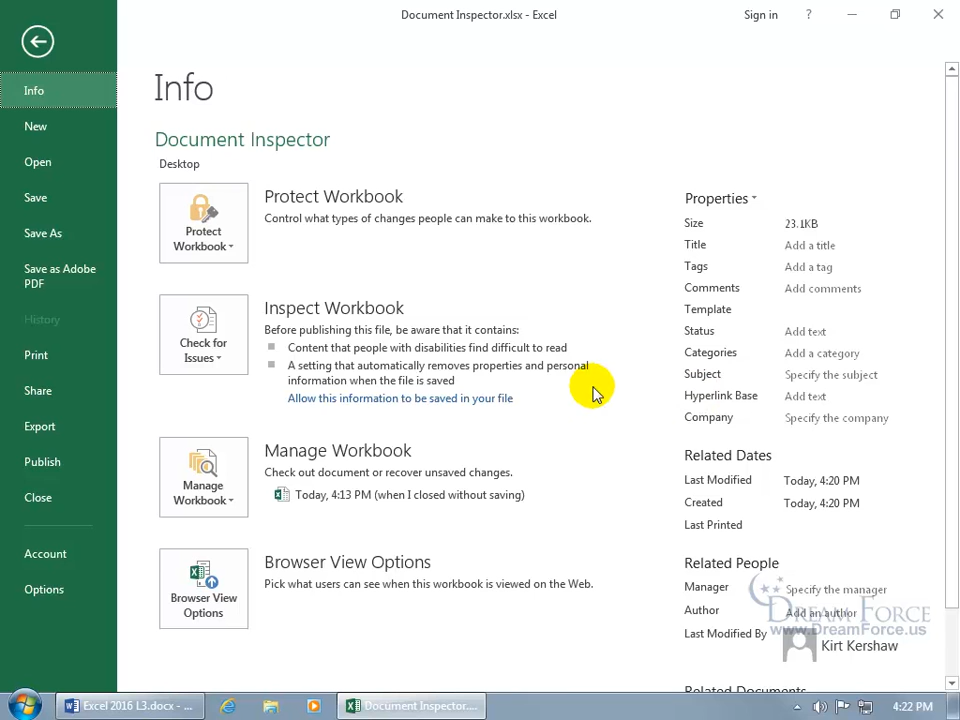 Document Inspector.xlsx - Excel
Sign in ?
Info
New
Open
Save
Save As
Save as Adobe
PDF
History
Print
Share
Export
Publish
Close
Account
Options
Info
Document Inspector
Desktop
Protect
Workbook
Protect Workbook
Control what types of changes people can make to this workbook.
Check for
Issues
Inspect Workbook
Before publishing this file, be aware that it contains:
Content that people with disabilities find difficult to read
A setting that automatically removes properties and personal
information when the file is saved
Allow this information to be saved in your file
Manage
Workbook
Manage Workbook
Check out document or recover unsaved changes.
Today, 4:13 PM (when I closed without saving)
Browser View
Options
Browser View Options
Pick what users can see when this workbook is viewed on the Web.
Properties
Size 23.1KB
Title Add a title
Tags Add a tag
Comments Add comments
Template
Status Add text
Categories Add a category
Subject Specify the subject
Hyperlink Base Add text
Company Specify the company
Related Dates
Last Modified Today, 4:20 PM
Created Today, 4:20 PM
Last Printed
Related People
Manager Specify the manager
Author Add an author
Last Modified By Kirt Kershaw
Related Documents
DREAM FORCE
www.DreamForce.us
Excel 2016 L3.docx - ...
Document Inspector....
4:22 PM